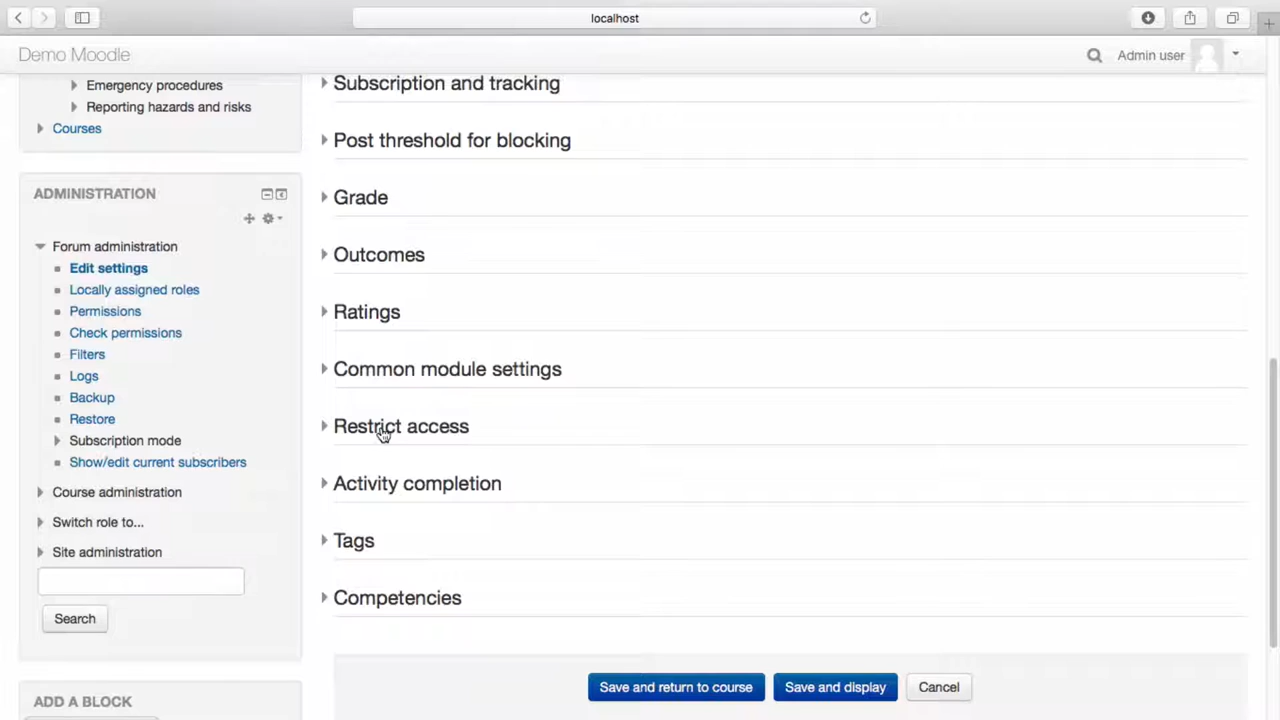 localhost
Demo Moodle
Admin user
Emergency procedures
Reporting hazards and risks
Courses
ADMINISTRATION
Forum administration
Edit settings
Locally assigned roles
Permissions
Check permissions
Filters
Logs
Backup
Restore
Subscription mode
Show/edit current subscribers
Course administration
Switch role to...
Site administration
Search
ADD A BLOCK
Subscription and tracking
Post threshold for blocking
Grade
Outcomes
Ratings
Common module settings
Restrict access
Activity completion
Tags
Competencies
Save and return to course
Save and display
Cancel